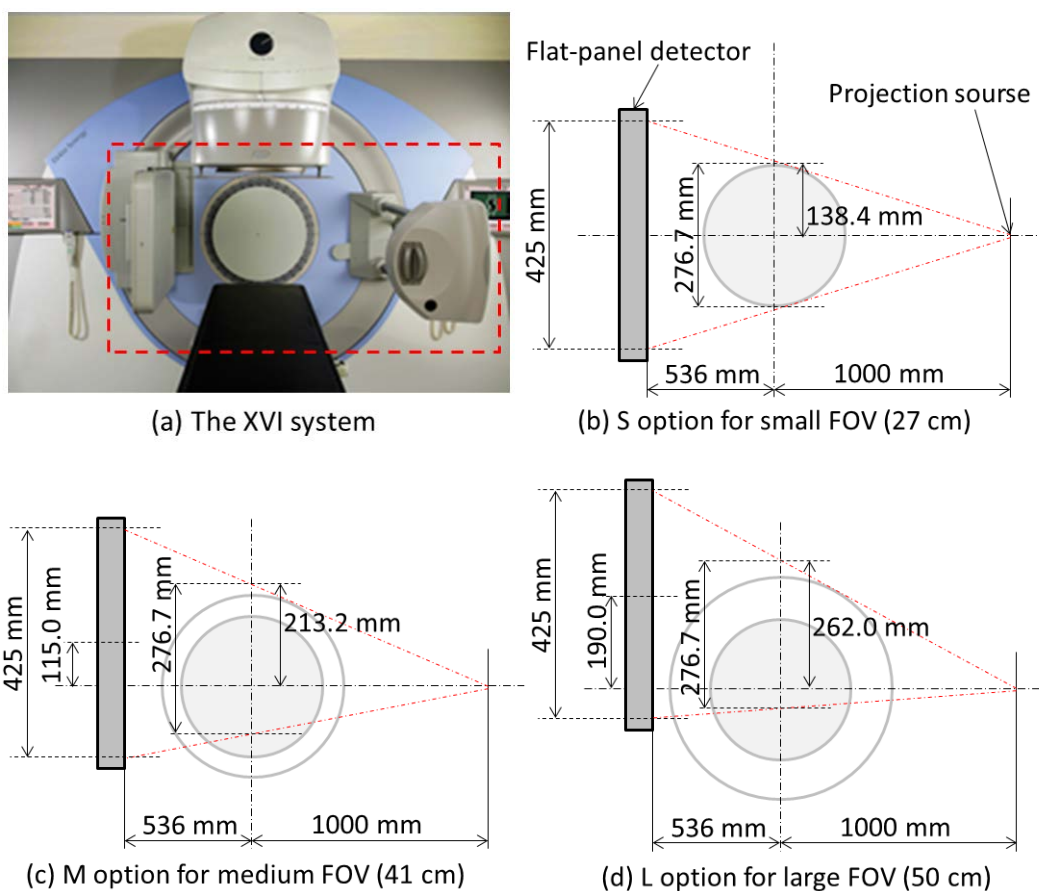 (a) The XVI system
Flat-panel detector
Projection sourse
425 mm
276.7 mm
138.4 mm
536 mm
1000 mm
(b) S option for small FOV (27 cm)
425 mm
115.0 mm
276.7 mm
213.2 mm
536 mm
1000 mm
(c) M option for medium FOV (41 cm)
425 mm
190.0 mm
276.7 mm
262.0 mm
536 mm
1000 mm
(d) L option for large FOV (50 cm)